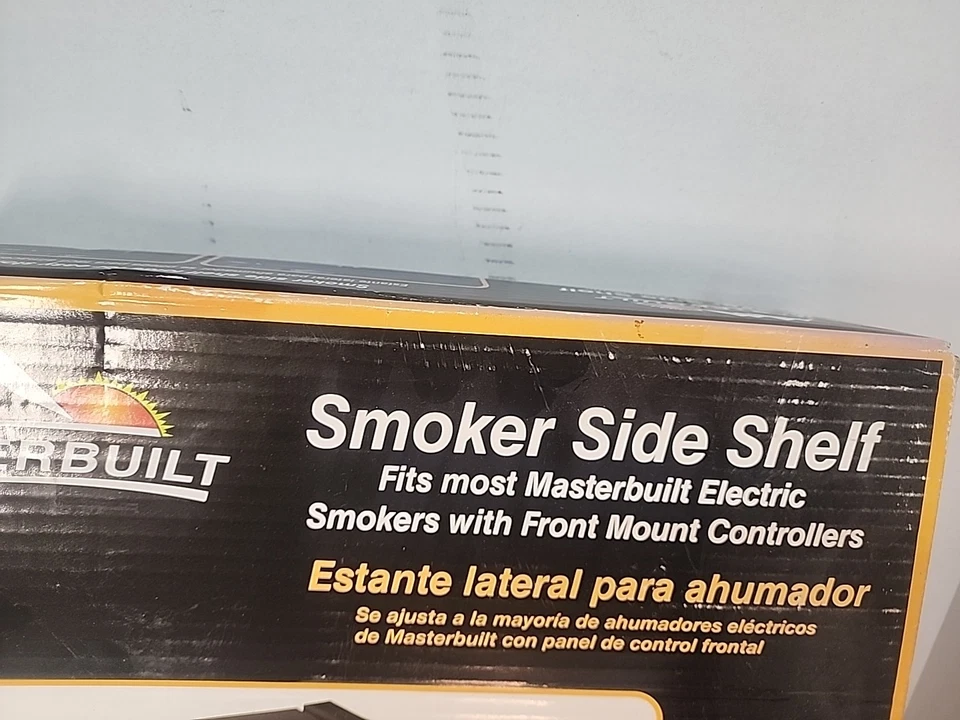 ERBUILT
Smoker Side Shelf
Fits most Masterbuilt Electric
Smokers with Front Mount Controllers
Estante lateral para ahumador
Se ajusta a la mayoría de ahumadores eléctricos
de Masterbuilt con panel de control frontal